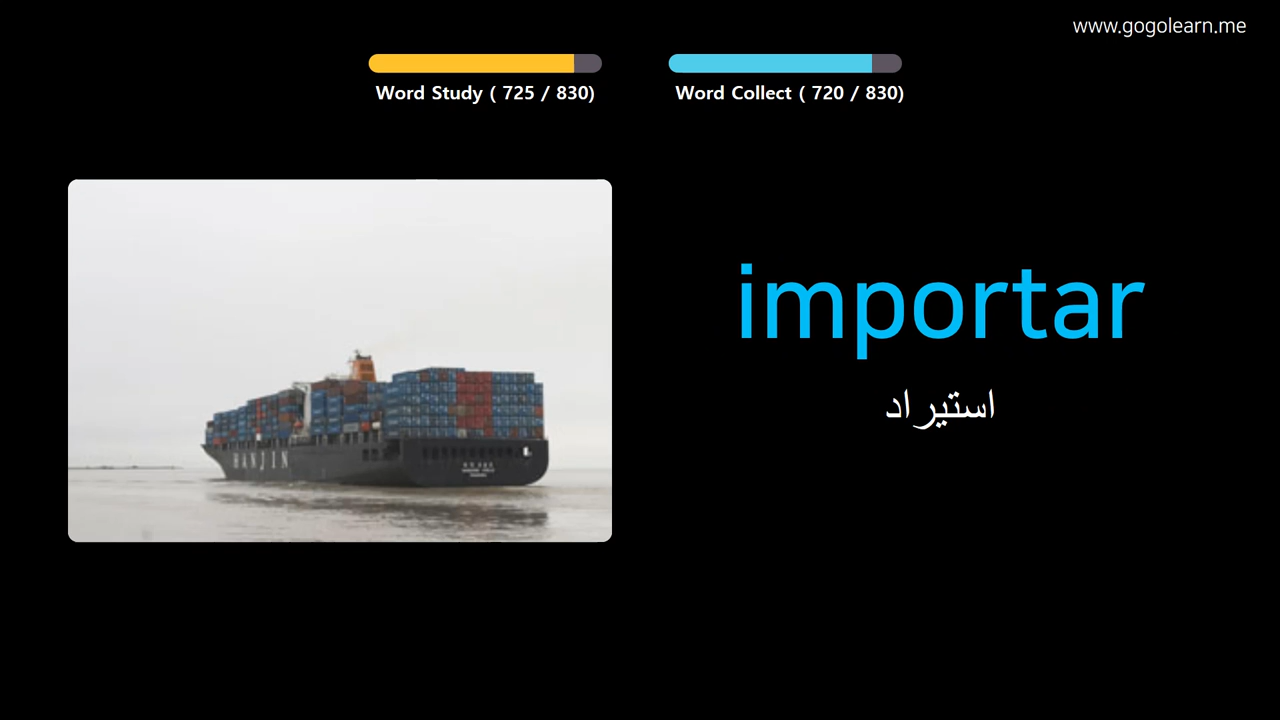 www.gogolearn.me
Word Study ( 725 / 830)
Word Collect ( 720 / 830)
importar
استيراد
HANJIN